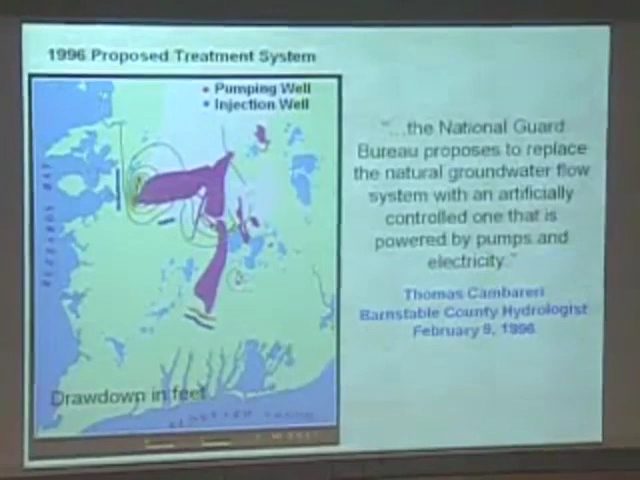 1996 Proposed Treatment System
Pumping Well
Injection Well
BUZZARDS BAY
Drawdown in feet
"...the National Guard
Bureau proposes to replace
the natural groundwater flow
system with an artificially
controlled one that is
powered by pumps and
electricity."
Thomas Cambareri
Barnstable County Hydrologist
February 9, 1996